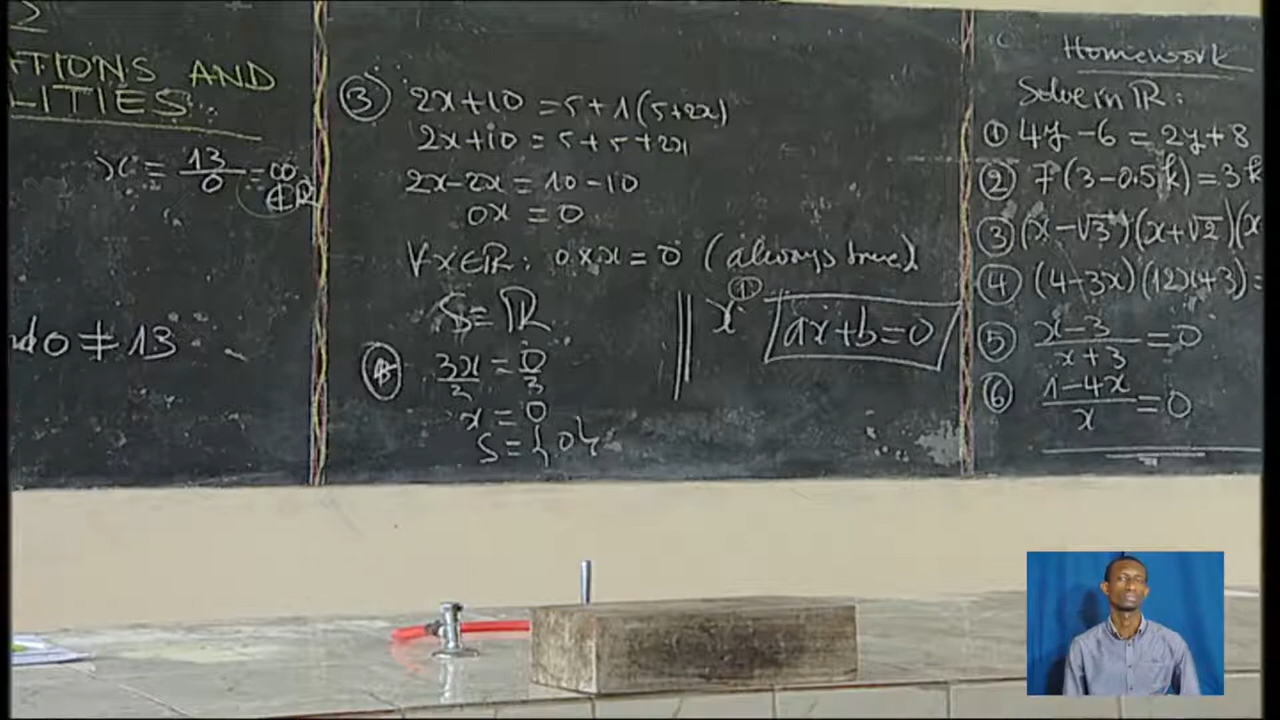 ATIONS AND
LITIES
x = 13/0 = ∞
∉ ℝ
0 ≠ 13
③ 2x+10 = 5+1(5+2x)
2x+10 = 5+5+2x
2x-2x = 10-10
0x = 0
∀x∈ℝ: 0×x = 0 (always true).
S = ℝ
④ 3x/3 = 0/3
x = 0
S = {0}
x^①
ax+b=0
Homework
Solve in ℝ:
① 4y-6 = 2y+8
② 7(3-0.5k) = 3k
③ (x-√3)(x+√2)(x
④ (4-3x)(12x+3) =
⑤ x-3/x+3 = 0
⑥ 1-4x/x = 0